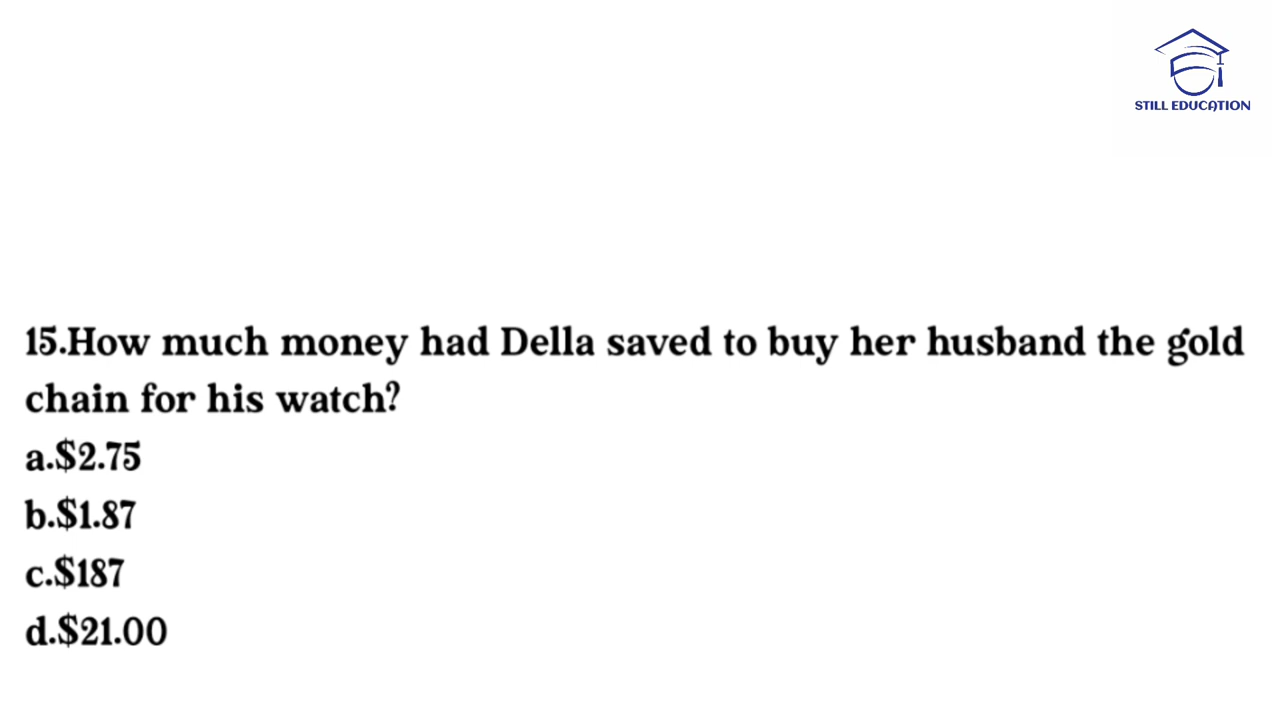 STILL EDUCATION
15.How much money had Della saved to buy her husband the gold
chain for his watch?
a.$2.75
b.$1.87
c.$187
d.$21.00